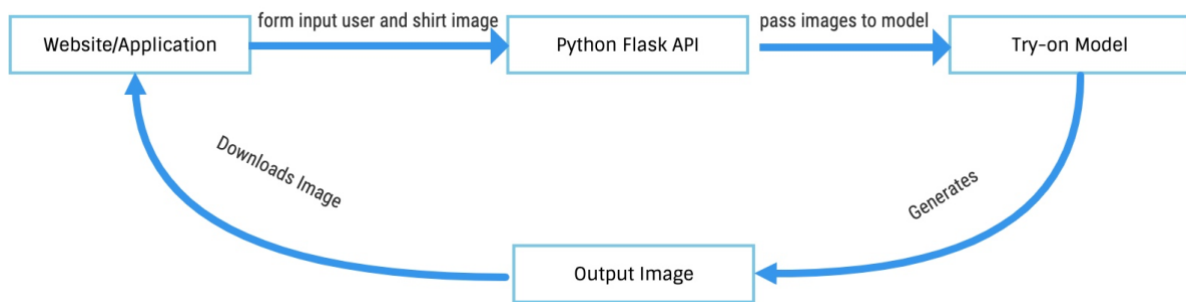 form input user and shirt image
pass images to model
Website/Application
Python Flask API
Try-on Model
Downloads Image
Generates
Output Image